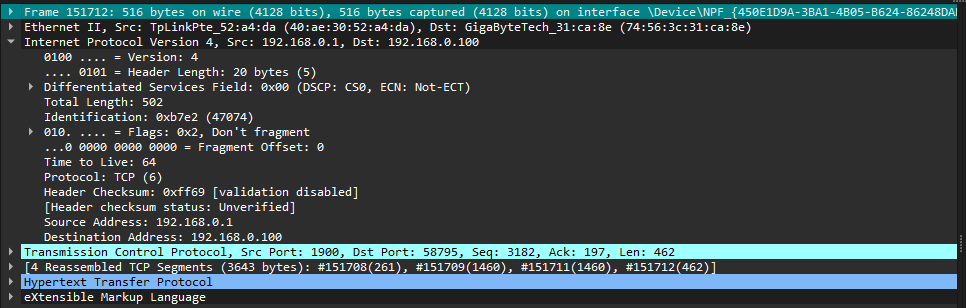 Frame 151712: 516 bytes on wire (4128 bits), 516 bytes captured (4128 bits) on interface \Device\NPF_{450E1D9A-3BA1-4B05-B624-86248DA
Ethernet II, Src: TpLinkPte_52:a4:da (40:ae:30:52:a4:da), Dst: GigaByteTech_31:ca:8e (74:56:3c:31:ca:8e)
Internet Protocol Version 4, Src: 192.168.0.1, Dst: 192.168.0.100
0100 .... = Version: 4
.... 0101 = Header Length: 20 bytes (5)
Differentiated Services Field: 0x00 (DSCP: CS0, ECN: Not-ECT)
Total Length: 502
Identification: 0xb7e2 (47074)
010. .... = Flags: 0x2, Don't fragment
...0 0000 0000 0000 = Fragment Offset: 0
Time to Live: 64
Protocol: TCP (6)
Header Checksum: 0xff69 [validation disabled]
[Header checksum status: Unverified]
Source Address: 192.168.0.1
Destination Address: 192.168.0.100
Transmission Control Protocol, Src Port: 1900, Dst Port: 58795, Seq: 3182, Ack: 197, Len: 462
[4 Reassembled TCP Segments (3643 bytes): #151708(261), #151709(1460), #151711(1460), #151712(462)]
Hypertext Transfer Protocol
eXtensible Markup Language